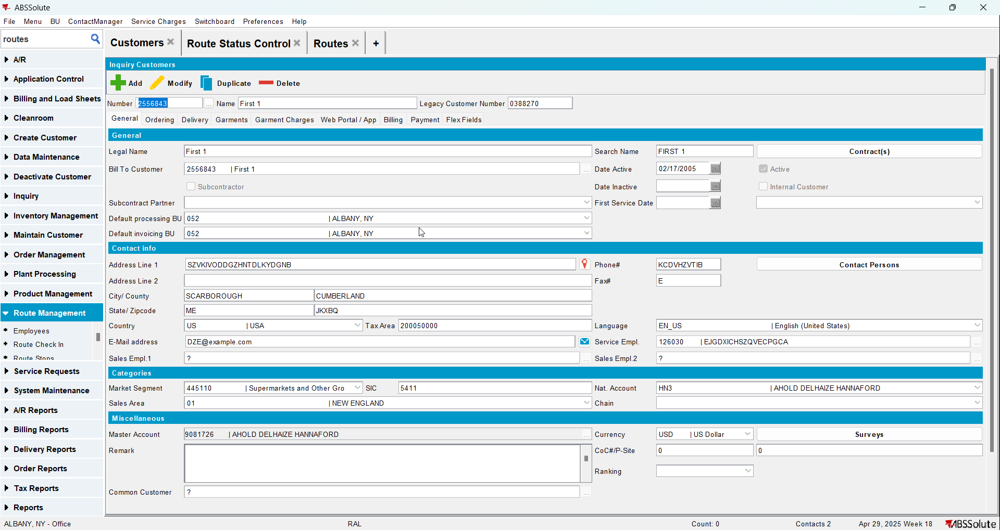 ABSSolute
File Menu BU ContactManager Service Charges Switchboard Preferences Help
routes
Customers Route Status Control Routes +
A/R
Application Control
Billing and Load Sheets
Cleanroom
Create Customer
Data Maintenance
Deactivate Customer
Inquiry
Inventory Management
Maintain Customer
Order Management
Plant Processing
Product Management
Route Management
Employees
Route Check In
Route Stops
Service Requests
System Maintenance
A/R Reports
Billing Reports
Delivery Reports
Order Reports
Tax Reports
Reports
Inquiry Customers
Add Modify Duplicate Delete
Number 2556843 ... Name First 1 Legacy Customer Number 0388270
General Ordering Delivery Garments Garment Charges Web Portal / App Billing Payment Flex Fields
General
Legal Name First 1 Search Name FIRST 1 Contract(s)
Bill To Customer 2556843 | First 1 ... Date Active 02/17/2005 16 Active
Subcontractor Date Inactive 16 Internal Customer
Subcontract Partner First Service Date 16
Default processing BU 052 | ALBANY, NY
Default invoicing BU 052 | ALBANY, NY
Contact info
Address Line 1 SZVKIVODDGZHNTDLKYDGNB Phone# KCDVHZVTIB Contact Persons
Address Line 2 Fax# E
City/ County SCARBOROUGH CUMBERLAND
State/ Zipcode ME JKXBQ
Country US | USA Tax Area 200050000 Language EN_US | English (United States)
E-Mail address DZE@example.com Service Empl. 126030 | EJGDXICHSZQVECPGCA ...
Sales Empl.1 ? ... Sales Empl.2 ? ...
Categories
Market Segment 445110 | Supermarkets and Other Gro SIC 5411 Nat. Account HN3 | AHOLD DELHAIZE HANNAFORD
Sales Area 01 | NEW ENGLAND Chain
Miscellaneous
Master Account 9081726 | AHOLD DELHAIZE HANNAFORD ... Currency USD | US Dollar Surveys
Remark CoC#/P-Site 0 0
Ranking
Common Customer ? ...
ALBANY, NY - Office RAL Count: 0 Contacts 2 Apr 29, 2025 Week 18 ABSSolute